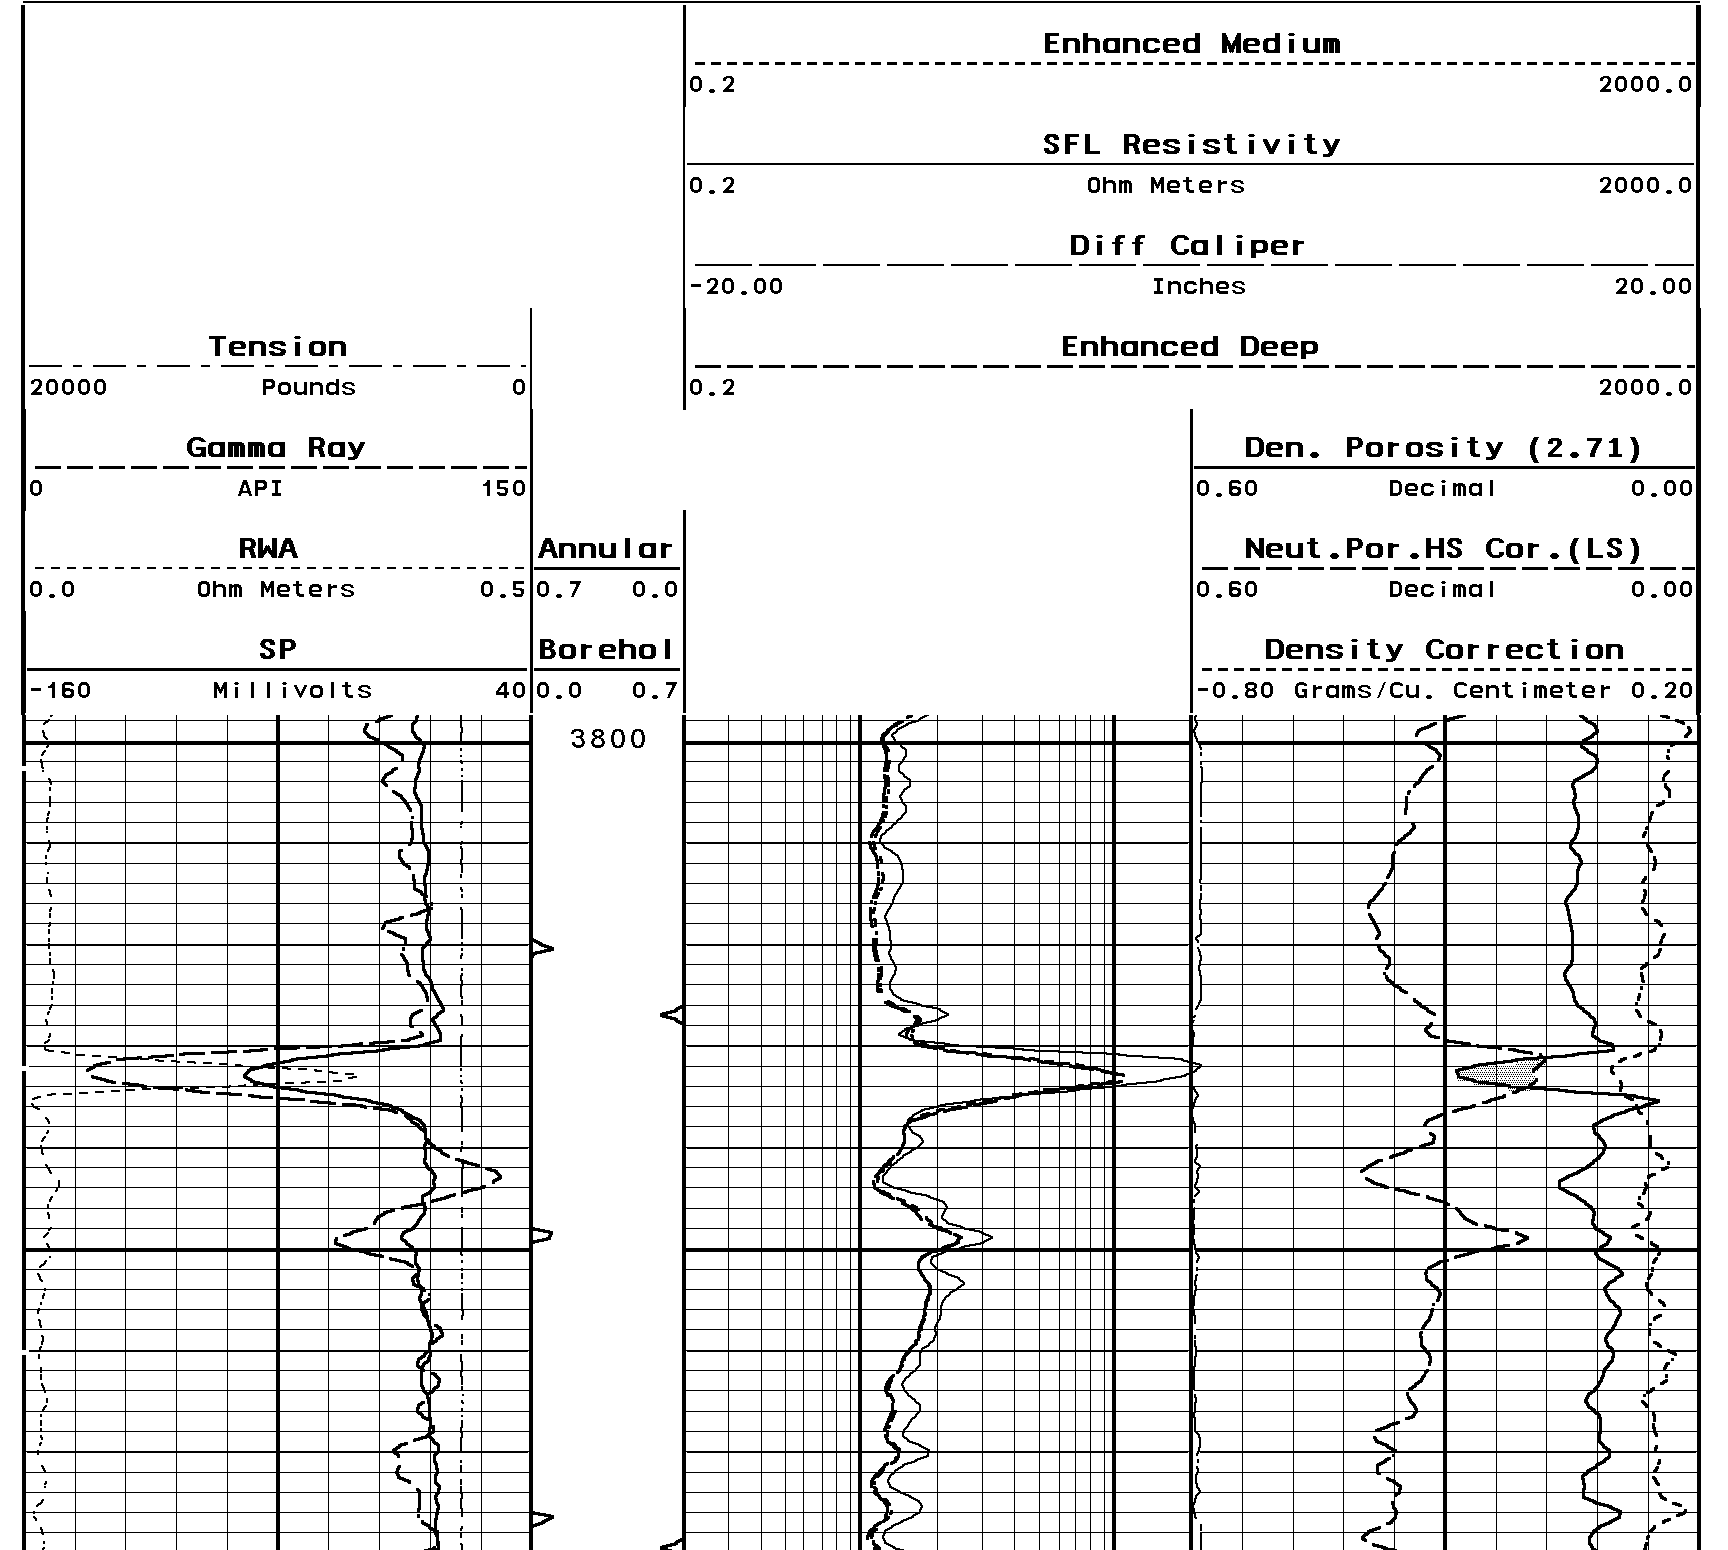 Enhanced Medium
0.2 2000.0
SFL Resistivity
0.2 Ohm Meters 2000.0
Diff Caliper
-20.00 Inches 20.00
Tension Enhanced Deep
20000 Pounds 0 0.2 2000.0
Gamma Ray Den. Porosity (2.71)
0 API 150 0.60 Decimal 0.00
RWA Annular Neut.Por.HS Cor.(LS)
0.0 Ohm Meters 0.5 0.7 0.0 0.60 Decimal 0.00
SP Borehol Density Correction
-160 Millivolts 40 0.0 0.7 -0.80 Grams/Cu. Centimeter 0.20
3800